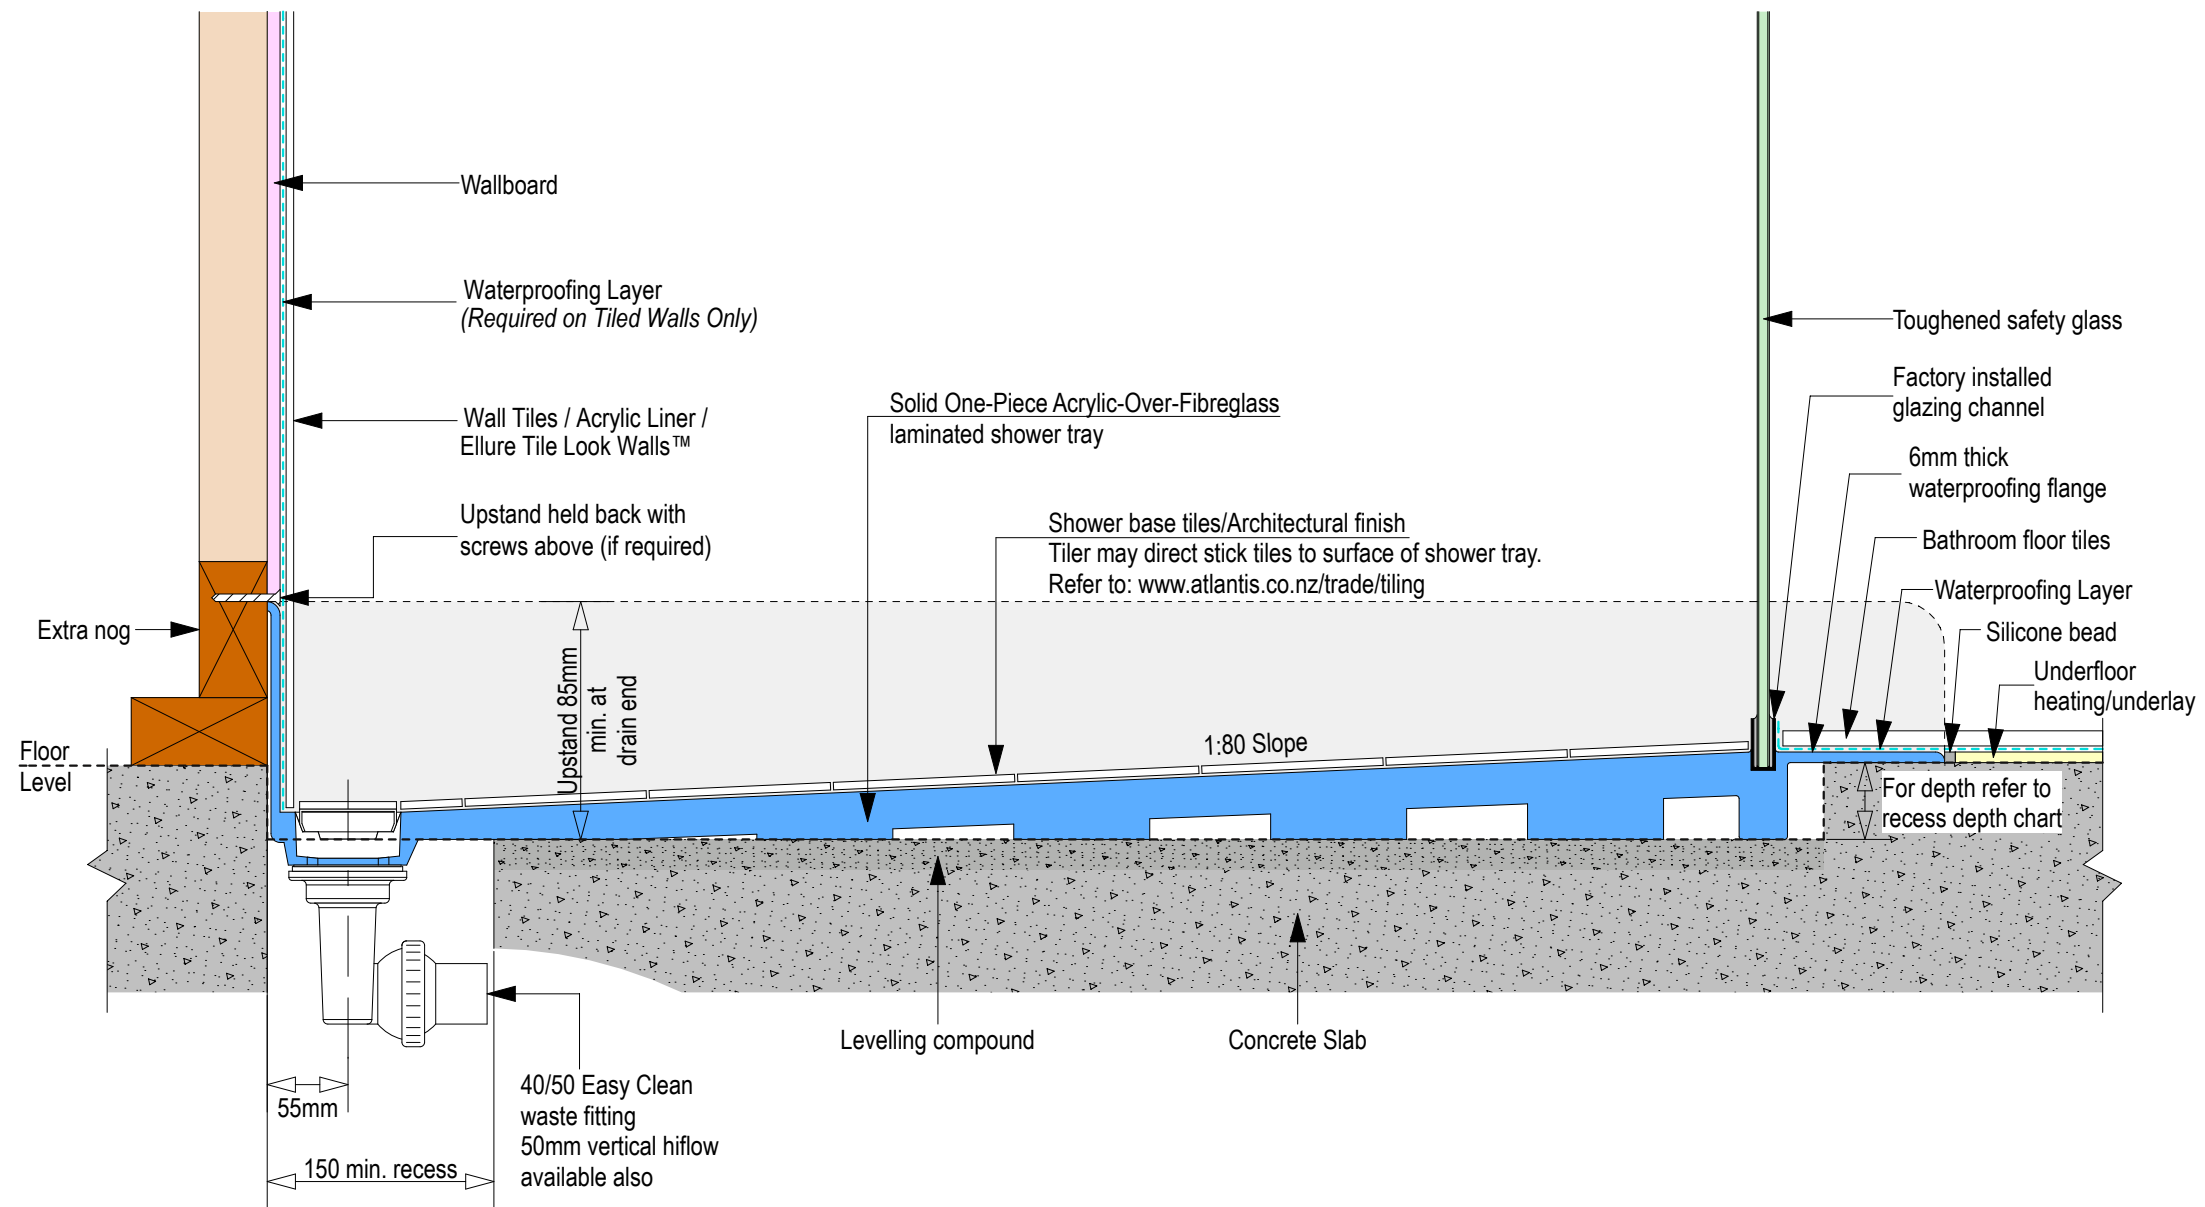 Wallboard
Waterproofing Layer
(Required on Tiled Walls Only)
Wall Tiles / Acrylic Liner /
Ellure Tile Look Walls™
Upstand held back with
screws above (if required)
Extra nog
Floor
Level
Solid One-Piece Acrylic-Over-Fibreglass
laminated shower tray
Shower base tiles/Architectural finish
Tiler may direct stick tiles to surface of shower tray.
Refer to: www.atlantis.co.nz/trade/tiling
Upstand 85mm
min. at
drain end
1:80 Slope
Toughened safety glass
Factory installed
glazing channel
6mm thick
waterproofing flange
Bathroom floor tiles
Waterproofing Layer
Silicone bead
Underfloor
heating/underlay
For depth refer to
recess depth chart
Levelling compound
Concrete Slab
40/50 Easy Clean
waste fitting
50mm vertical hiflow
available also
55mm
150 min. recess